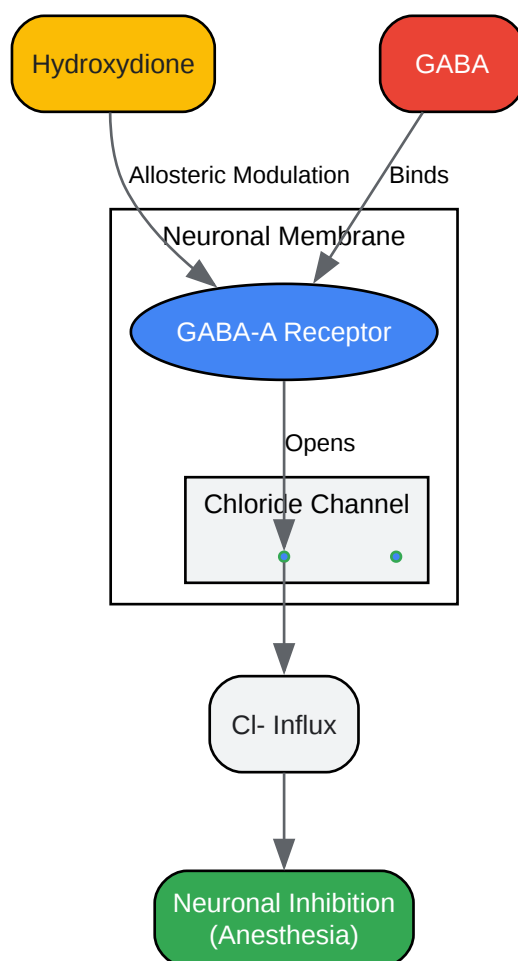 Hydroxydione
GABA
Allosteric Modulation
Binds
Neuronal Membrane
GABA-A Receptor
Opens
Chloride Channel
Cl- Influx
Neuronal Inhibition
(Anesthesia)